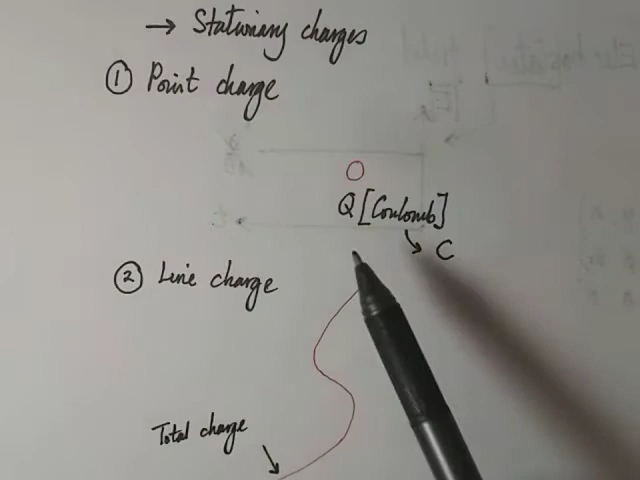 → Stationary charges
① Point charge
Q [Coulomb]
↳ C
② Line charge
Total charge